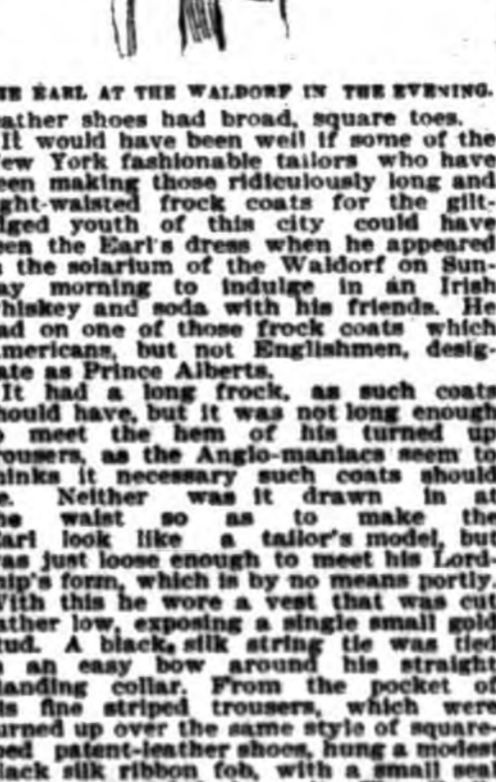 HE EARL AT THE WALDORF IN THE EVENING.
ather shoes had broad, square toes.
It would have been well if some of the
ew York fashionable tailors who have
een making those ridiculously long and
ght-waisted frock coats for the gilt-
dged youth of this city could have
een the Earl's dress when he appeared
the solarium of the Waldorf on Sun-
ay morning to indulge in an Irish
hiskey and soda with his friends. He
ad on one of those frock coats which
mericans, but not Englishmen, desig-
ate as Prince Alberts.
It had a long frock, as such coats
hould have, but it was not long enough
o meet the hem of his turned up
rousers, as the Anglo-maniacs seem to
hinks it necessary such coats should
e. Neither was it drawn in at
he waist so as to make the
arl look like a tailor's model, but
as just loose enough to meet his Lord-
hip's form, which is by no means portly.
ith this he wore a vest that was cut
ather low, exposing a single small gold
tud. A black, silk string tie was tied
an easy bow around his straight
tanding collar. From the pocket of
is fine striped trousers, which were
urned up over the same style of square-
oed patent-leather shoes, hung a modest
lack silk ribbon fob, with a small seal